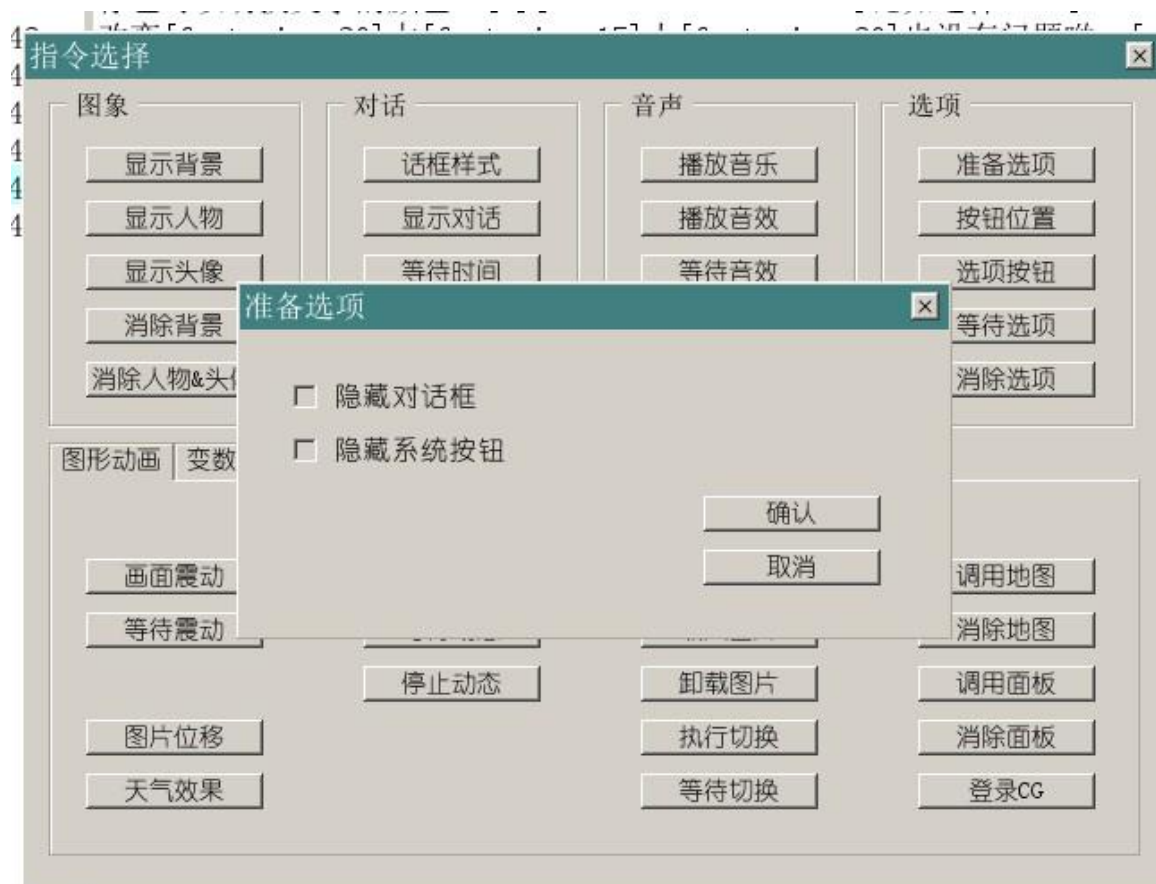 指令选择
图象
对话
音声
选项
显示背景
话框样式
播放音乐
准备选项
显示人物
显示对话
播放音效
按钮位置
显示头像
等待时间
等待音效
选项按钮
准备选项
消除背景
等待选项
消除人物&头
消除选项
隐藏对话框
隐藏系统按钮
图形动画
变数
确认
取消
画面震动
调用地图
等待震动
消除地图
停止动态
卸载图片
调用面板
图片位移
执行切换
消除面板
天气效果
等待切换
登录CG